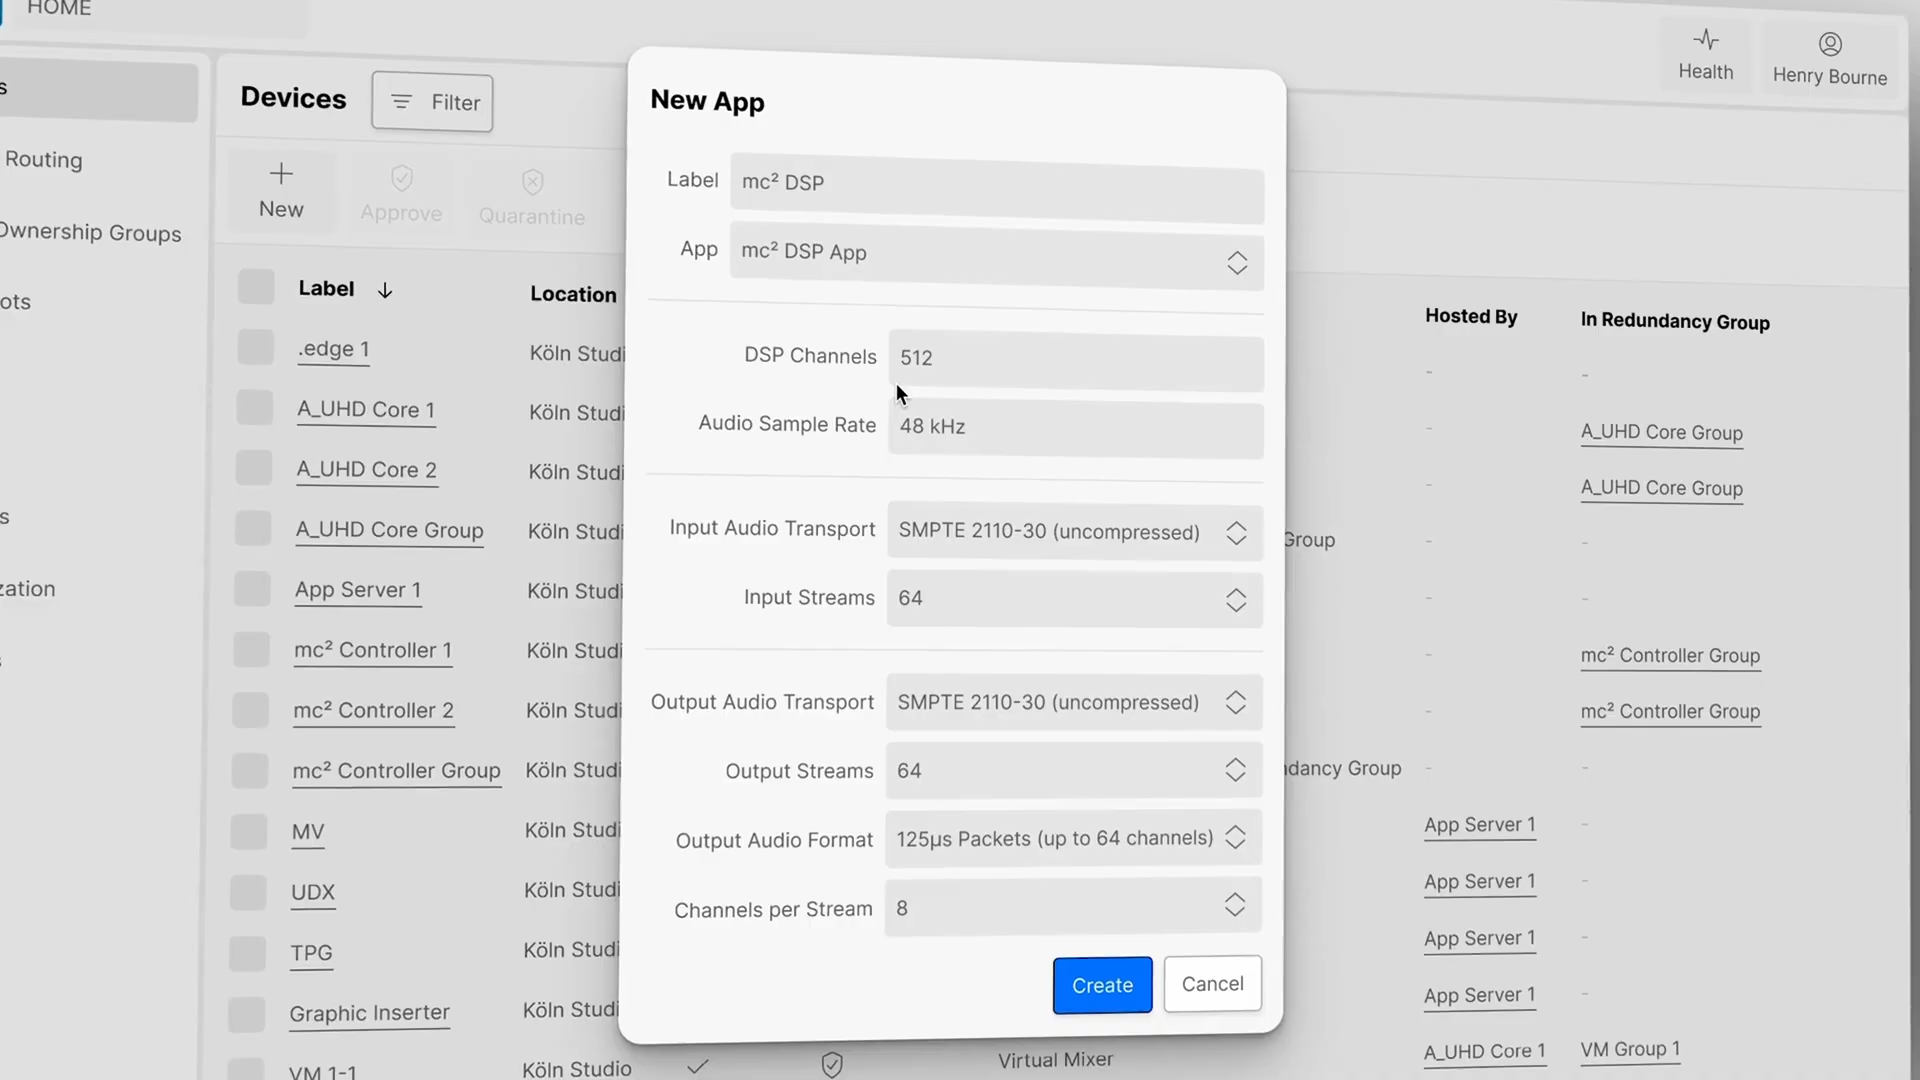 HOME
Health
Henry Bourne
s
Routing
Ownership Groups
ots
s
zation
Devices
Filter
New
Approve
Quarantine
Label
Location
Hosted By
In Redundancy Group
.edge 1
Köln Studi
-
-
A_UHD Core 1
Köln Studi
-
A_UHD Core Group
A_UHD Core 2
Köln Studi
-
A_UHD Core Group
A_UHD Core Group
Köln Studi
Group
-
-
App Server 1
Köln Studi
-
-
mc² Controller 1
Köln Studi
-
mc² Controller Group
mc² Controller 2
Köln Studi
-
mc² Controller Group
mc² Controller Group
Köln Studi
ndancy Group
-
-
MV
Köln Studi
App Server 1
-
UDX
Köln Studi
App Server 1
-
TPG
Köln Studi
App Server 1
-
Graphic Inserter
Köln Studi
App Server 1
-
VM 1-1
Köln Studio
Virtual Mixer
A_UHD Core 1
VM Group 1
New App
Label
mc² DSP
App
mc² DSP App
DSP Channels
512
Audio Sample Rate
48 kHz
Input Audio Transport
SMPTE 2110-30 (uncompressed)
Input Streams
64
Output Audio Transport
SMPTE 2110-30 (uncompressed)
Output Streams
64
Output Audio Format
125µs Packets (up to 64 channels)
Channels per Stream
8
Create
Cancel